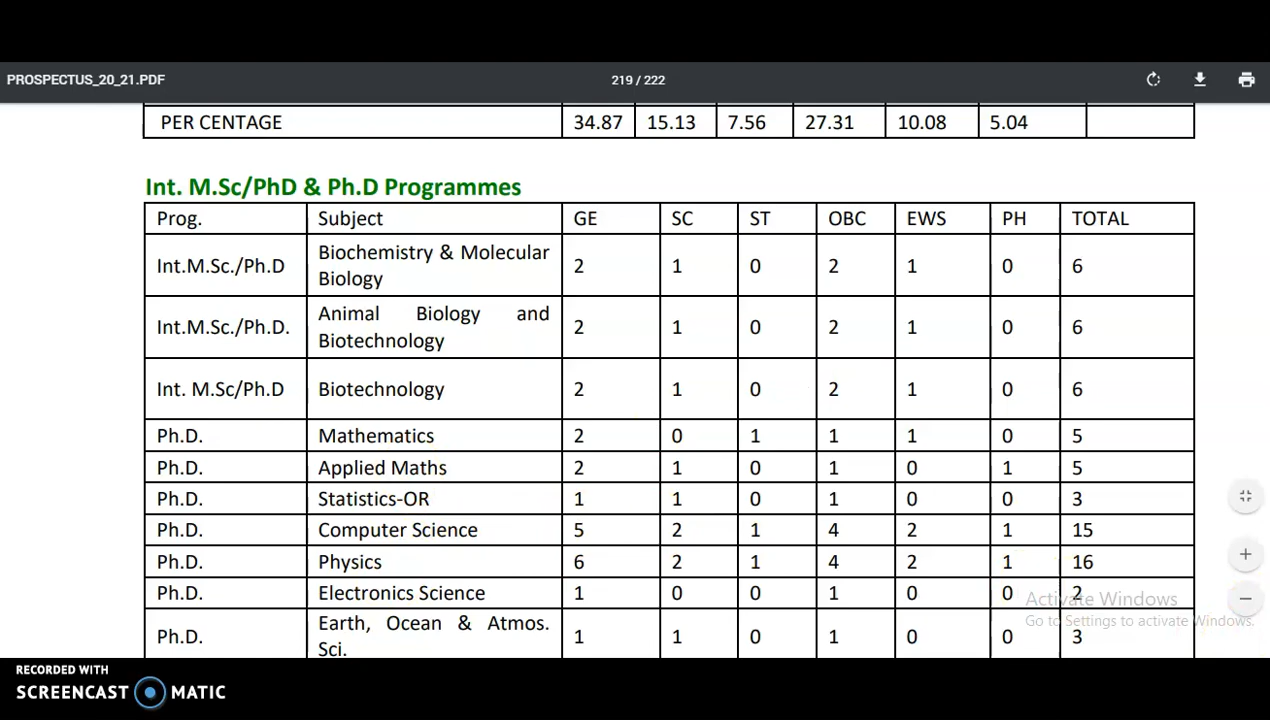 PROSPECTUS_20_21.PDF 219 / 222
PER CENTAGE 34.87 15.13 7.56 27.31 10.08 5.04
Int. M.Sc/PhD & Ph.D Programmes
Prog. Subject GE SC ST OBC EWS PH TOTAL
Int.M.Sc./Ph.D Biochemistry & Molecular Biology 2 1 0 2 1 0 6
Int.M.Sc./Ph.D. Animal Biology and Biotechnology 2 1 0 2 1 0 6
Int. M.Sc/Ph.D Biotechnology 2 1 0 2 1 0 6
Ph.D. Mathematics 2 0 1 1 1 0 5
Ph.D. Applied Maths 2 1 0 1 0 1 5
Ph.D. Statistics-OR 1 1 0 1 0 0 3
Ph.D. Computer Science 5 2 1 4 2 1 15
Ph.D. Physics 6 2 1 4 2 1 16
Ph.D. Electronics Science 1 0 0 1 0 0 2
Ph.D. Earth, Ocean & Atmos. Sci. 1 1 0 1 0 0 3
Activate Windows
Go to Settings to activate Windows.
RECORDED WITH
SCREENCAST MATIC